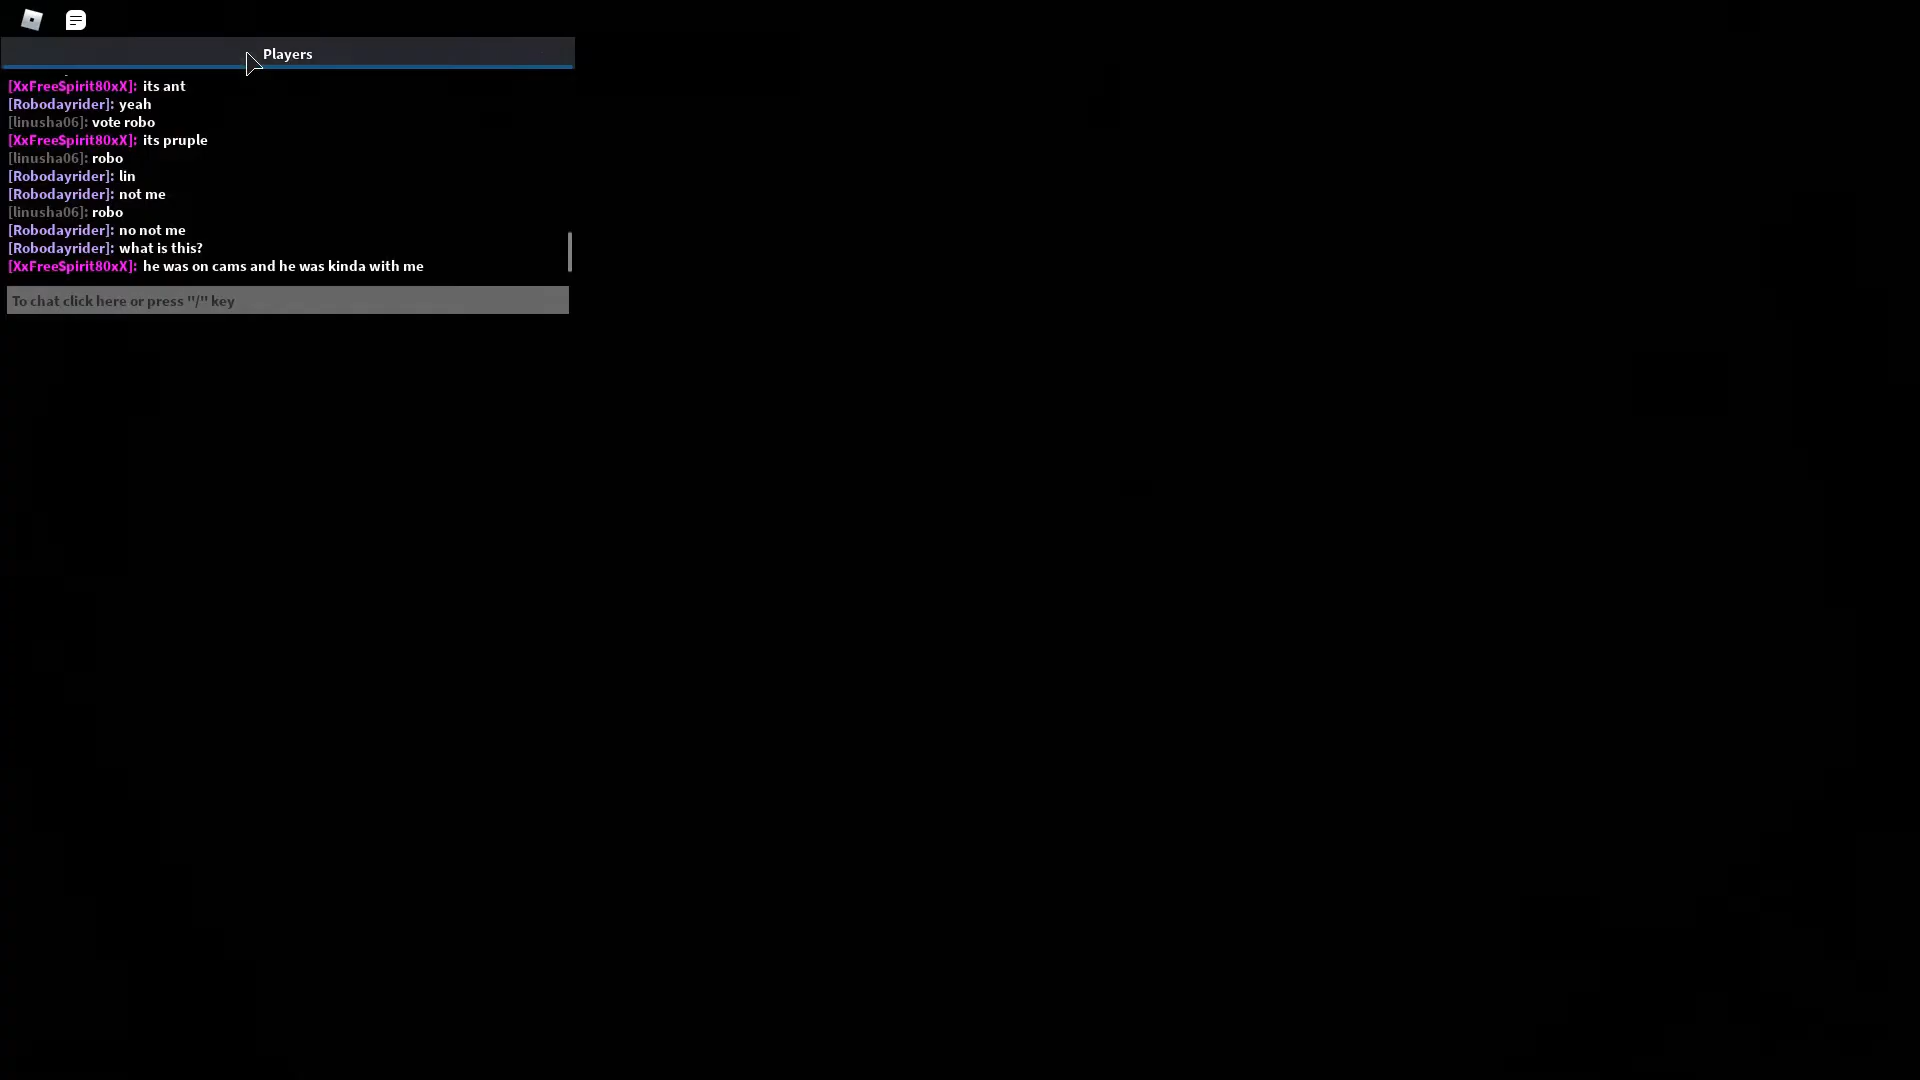 Players
[XxFreeSpirit80xX]: its ant
[Robodayrider]: yeah
[linusha06]: vote robo
[XxFreeSpirit80xX]: its pruple
[linusha06]: robo
[Robodayrider]: lin
[Robodayrider]: not me
[linusha06]: robo
[Robodayrider]: no not me
[Robodayrider]: what is this?
[XxFreeSpirit80xX]: he was on cams and he was kinda with me
To chat click here or press "/" key